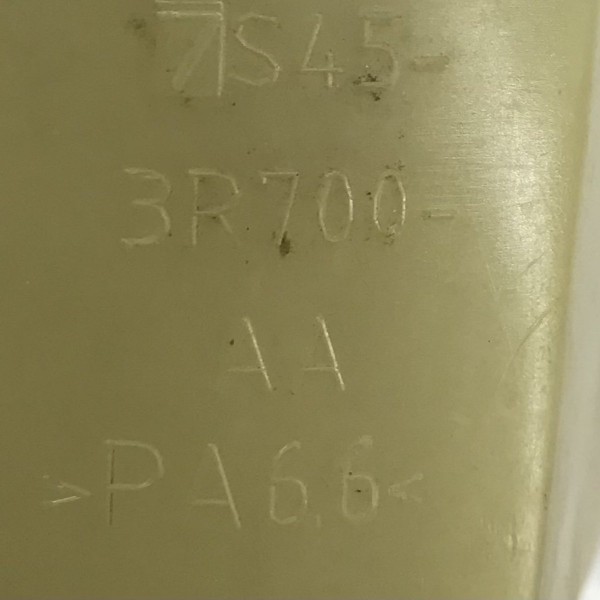 7S45-
3R700-
AA
>PA6.6<